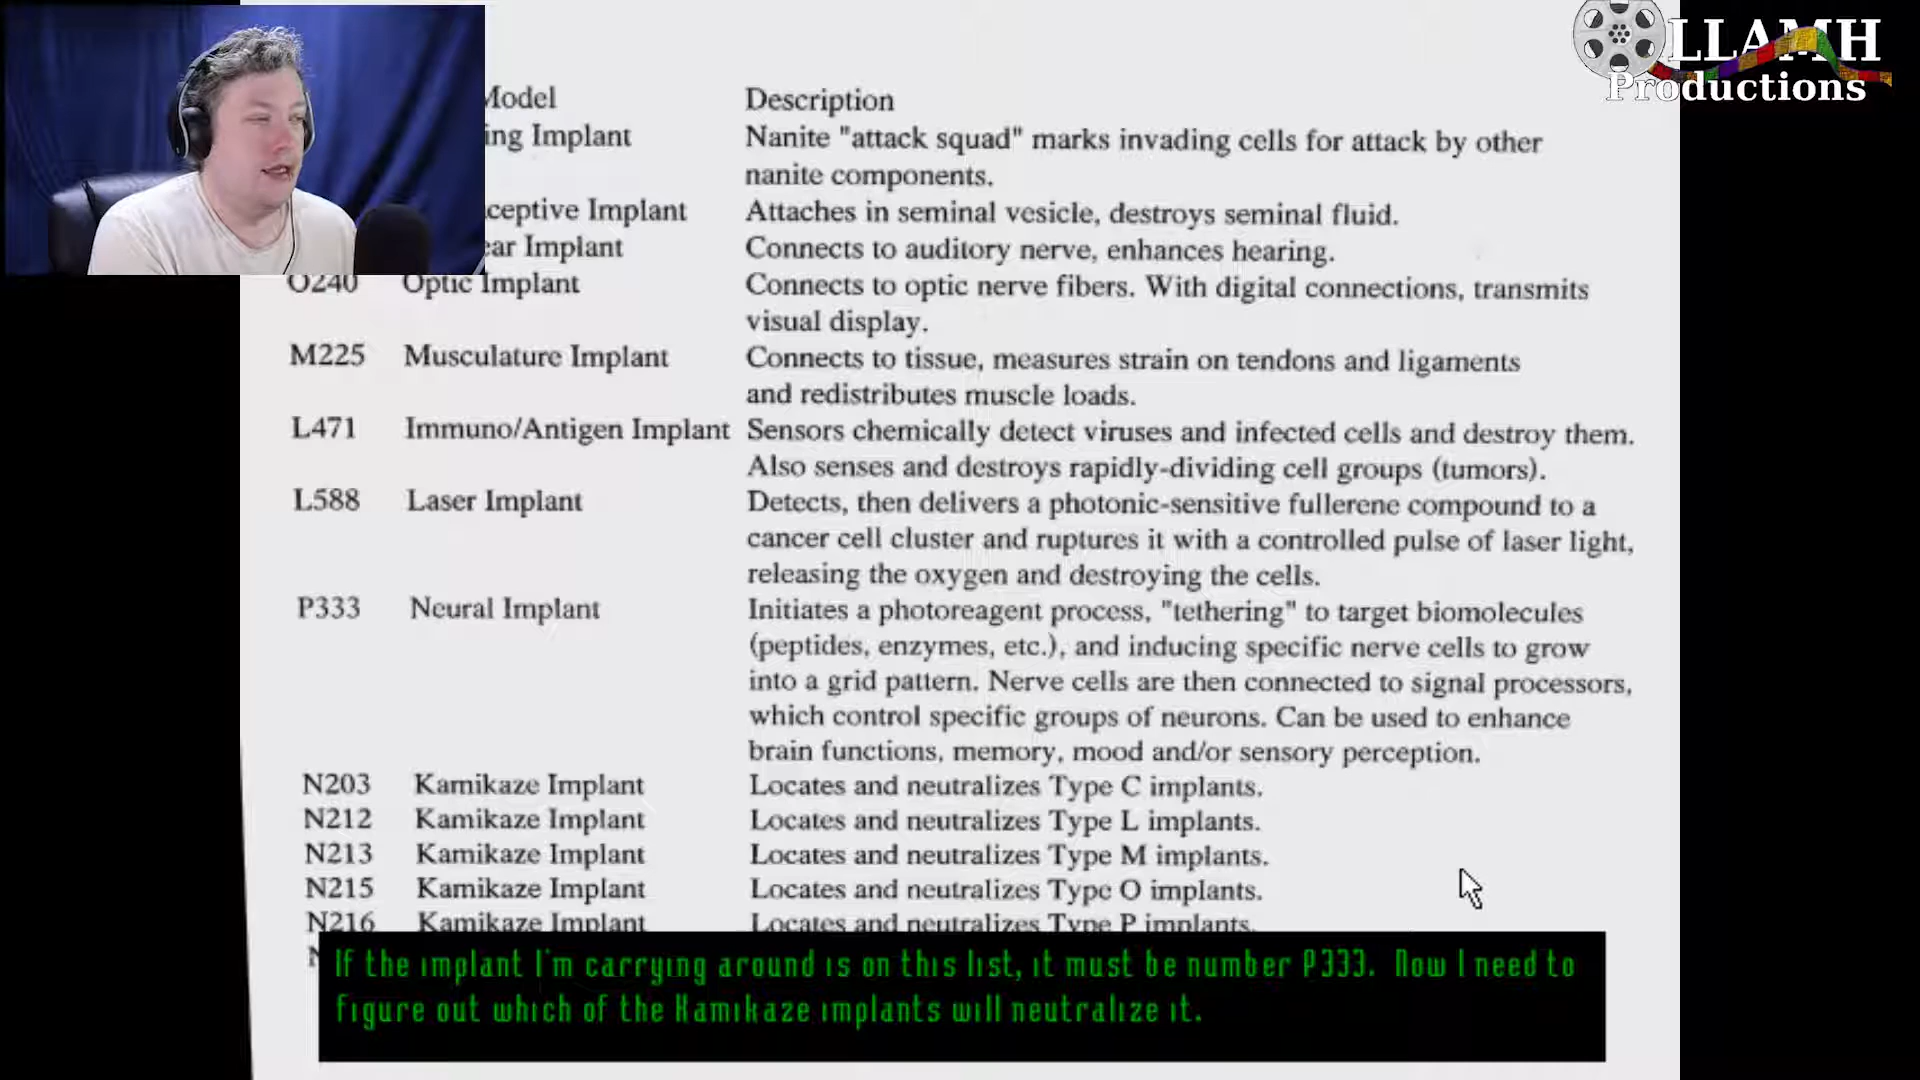 LLAMH
Productions
Model Description
ing Implant Nanite "attack squad" marks invading cells for attack by other
nanite components.
ceptive Implant Attaches in seminal vesicle, destroys seminal fluid.
ear Implant Connects to auditory nerve, enhances hearing.
O240 Optic Implant Connects to optic nerve fibers. With digital connections, transmits
visual display.
M225 Musculature Implant Connects to tissue, measures strain on tendons and ligaments
and redistributes muscle loads.
L471 Immuno/Antigen Implant Sensors chemically detect viruses and infected cells and destroy them.
Also senses and destroys rapidly-dividing cell groups (tumors).
L588 Laser Implant Detects, then delivers a photonic-sensitive fullerene compound to a
cancer cell cluster and ruptures it with a controlled pulse of laser light,
releasing the oxygen and destroying the cells.
P333 Neural Implant Initiates a photoreagent process, "tethering" to target biomolecules
(peptides, enzymes, etc.), and inducing specific nerve cells to grow
into a grid pattern. Nerve cells are then connected to signal processors,
which control specific groups of neurons. Can be used to enhance
brain functions, memory, mood and/or sensory perception.
N203 Kamikaze Implant Locates and neutralizes Type C implants.
N212 Kamikaze Implant Locates and neutralizes Type L implants.
N213 Kamikaze Implant Locates and neutralizes Type M implants.
N215 Kamikaze Implant Locates and neutralizes Type O implants.
N216 Kamikaze Implant Locates and neutralizes Type P implants.
If the implant I'm carrying around is on this list, it must be number P333. Now I need to
figure out which of the Kamikaze implants will neutralize it.